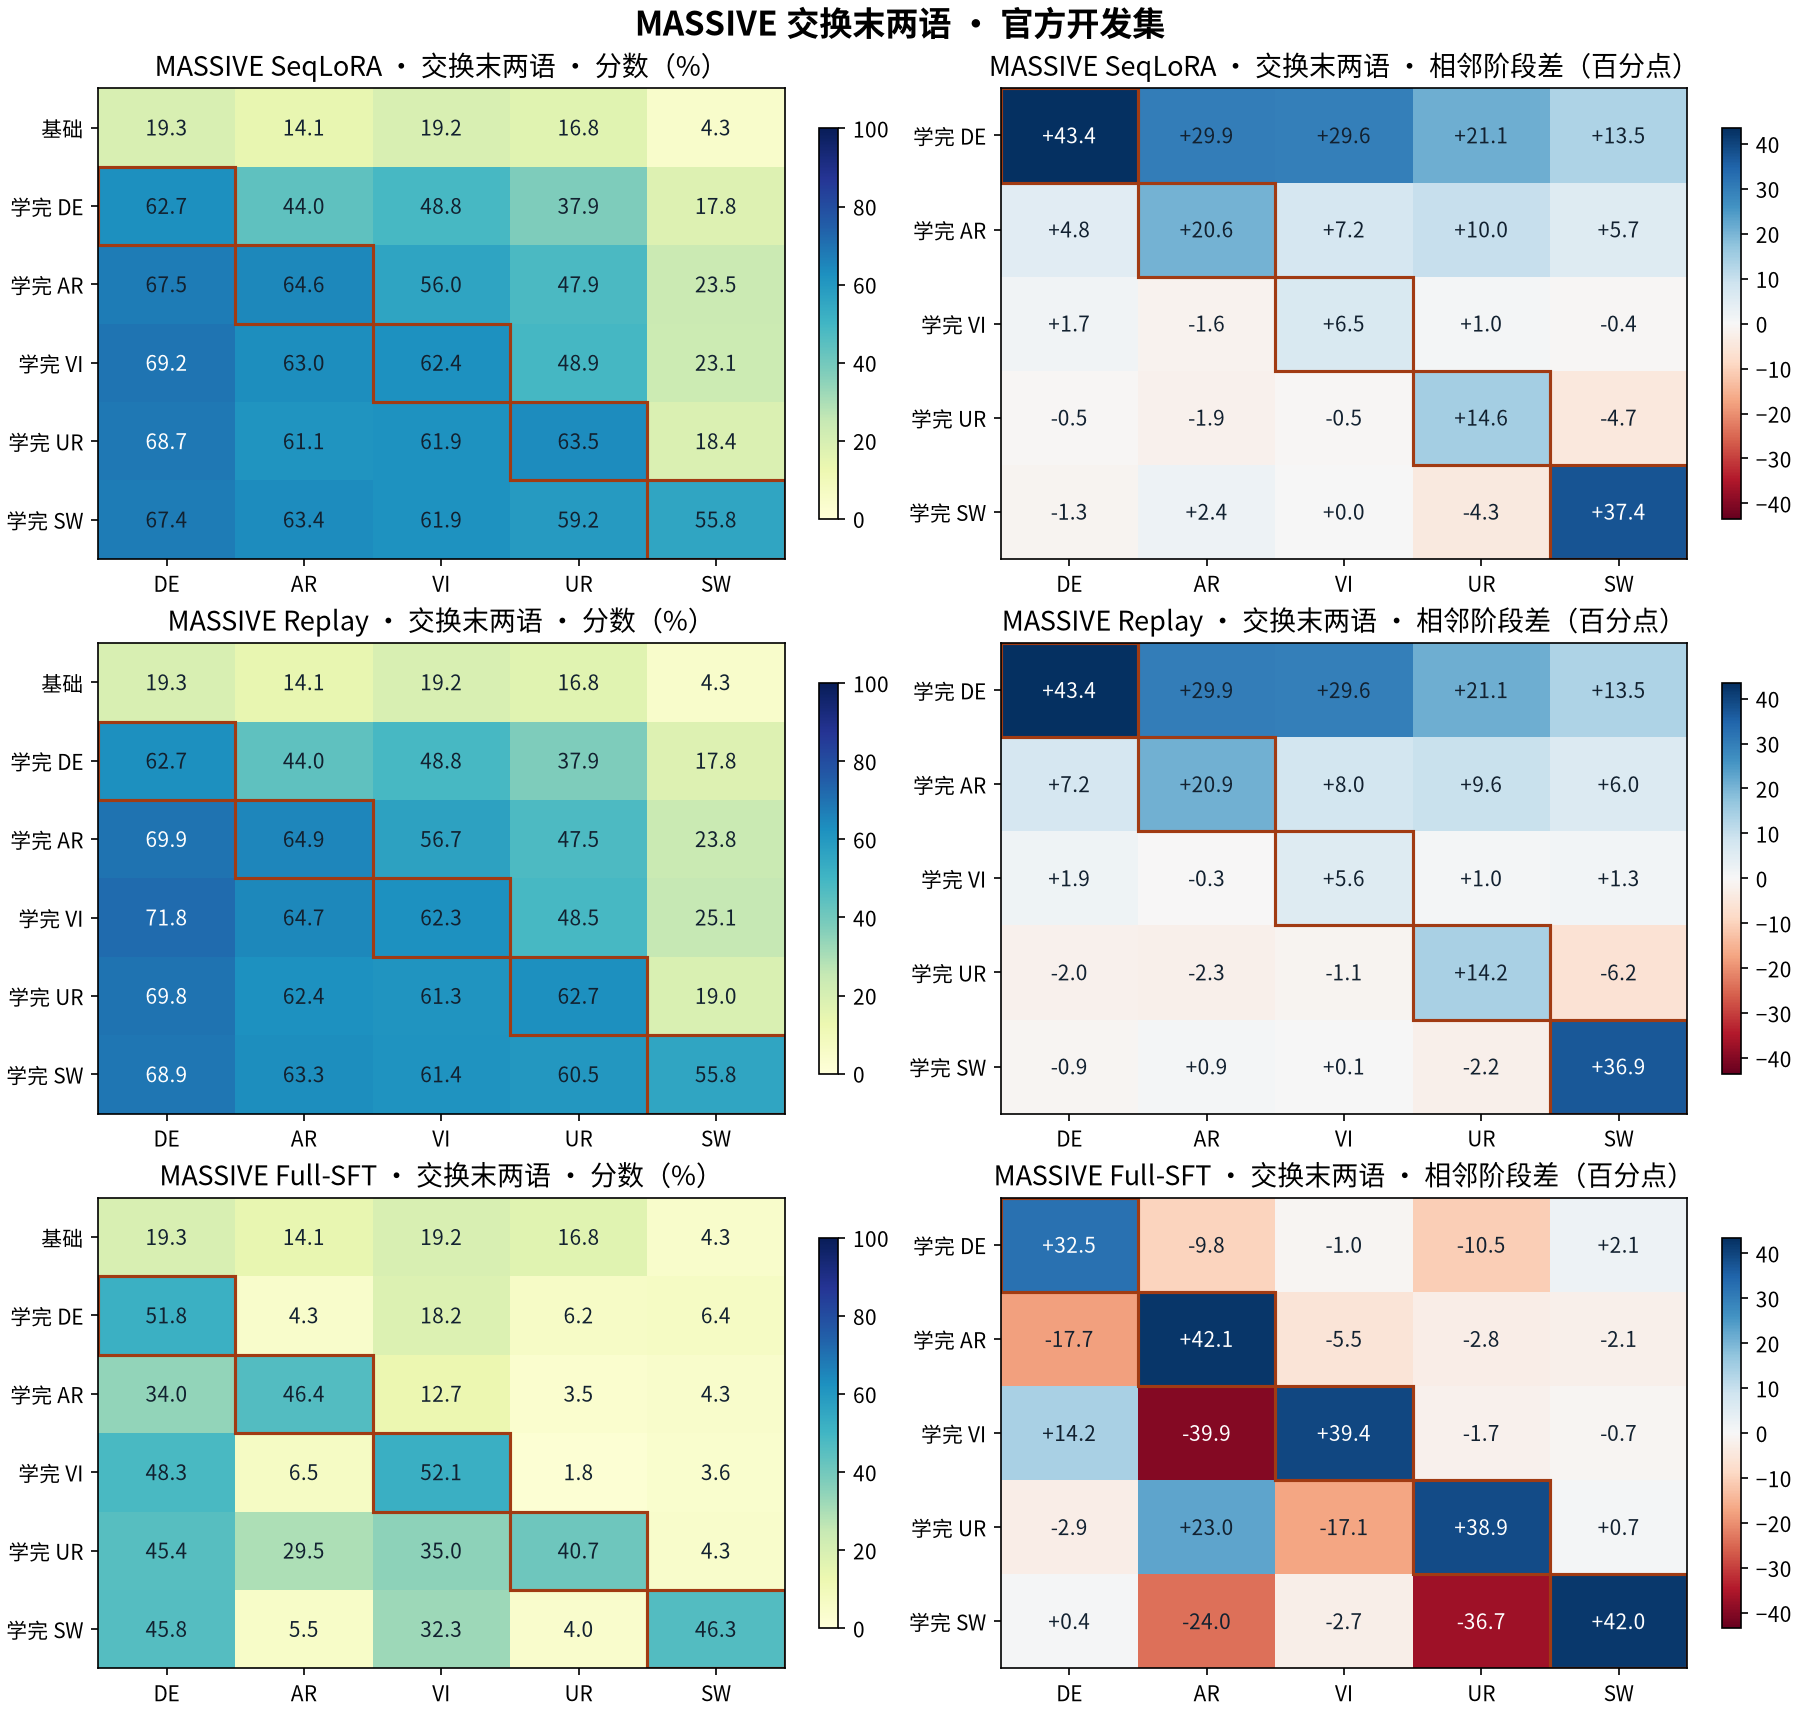 MASSIVE 交换末两语 · 官方开发集
MASSIVE SeqLoRA · 交换末两语 · 分数（%）
基础 19.3 14.1 19.2 16.8 4.3
学完 DE 62.7 44.0 48.8 37.9 17.8
学完 AR 67.5 64.6 56.0 47.9 23.5
学完 VI 69.2 63.0 62.4 48.9 23.1
学完 UR 68.7 61.1 61.9 63.5 18.4
学完 SW 67.4 63.4 61.9 59.2 55.8
DE AR VI UR SW
100
80
60
40
20
0
MASSIVE SeqLoRA · 交换末两语 · 相邻阶段差（百分点）
学完 DE +43.4 +29.9 +29.6 +21.1 +13.5
学完 AR +4.8 +20.6 +7.2 +10.0 +5.7
学完 VI +1.7 -1.6 +6.5 +1.0 -0.4
学完 UR -0.5 -1.9 -0.5 +14.6 -4.7
学完 SW -1.3 +2.4 +0.0 -4.3 +37.4
DE AR VI UR SW
40
30
20
10
0
−10
−20
−30
−40
MASSIVE Replay · 交换末两语 · 分数（%）
基础 19.3 14.1 19.2 16.8 4.3
学完 DE 62.7 44.0 48.8 37.9 17.8
学完 AR 69.9 64.9 56.7 47.5 23.8
学完 VI 71.8 64.7 62.3 48.5 25.1
学完 UR 69.8 62.4 61.3 62.7 19.0
学完 SW 68.9 63.3 61.4 60.5 55.8
DE AR VI UR SW
100
80
60
40
20
0
MASSIVE Replay · 交换末两语 · 相邻阶段差（百分点）
学完 DE +43.4 +29.9 +29.6 +21.1 +13.5
学完 AR +7.2 +20.9 +8.0 +9.6 +6.0
学完 VI +1.9 -0.3 +5.6 +1.0 +1.3
学完 UR -2.0 -2.3 -1.1 +14.2 -6.2
学完 SW -0.9 +0.9 +0.1 -2.2 +36.9
DE AR VI UR SW
40
30
20
10
0
−10
−20
−30
−40
MASSIVE Full-SFT · 交换末两语 · 分数（%）
基础 19.3 14.1 19.2 16.8 4.3
学完 DE 51.8 4.3 18.2 6.2 6.4
学完 AR 34.0 46.4 12.7 3.5 4.3
学完 VI 48.3 6.5 52.1 1.8 3.6
学完 UR 45.4 29.5 35.0 40.7 4.3
学完 SW 45.8 5.5 32.3 4.0 46.3
DE AR VI UR SW
100
80
60
40
20
0
MASSIVE Full-SFT · 交换末两语 · 相邻阶段差（百分点）
学完 DE +32.5 -9.8 -1.0 -10.5 +2.1
学完 AR -17.7 +42.1 -5.5 -2.8 -2.1
学完 VI +14.2 -39.9 +39.4 -1.7 -0.7
学完 UR -2.9 +23.0 -17.1 +38.9 +0.7
学完 SW +0.4 -24.0 -2.7 -36.7 +42.0
DE AR VI UR SW
40
30
20
10
0
−10
−20
−30
−40